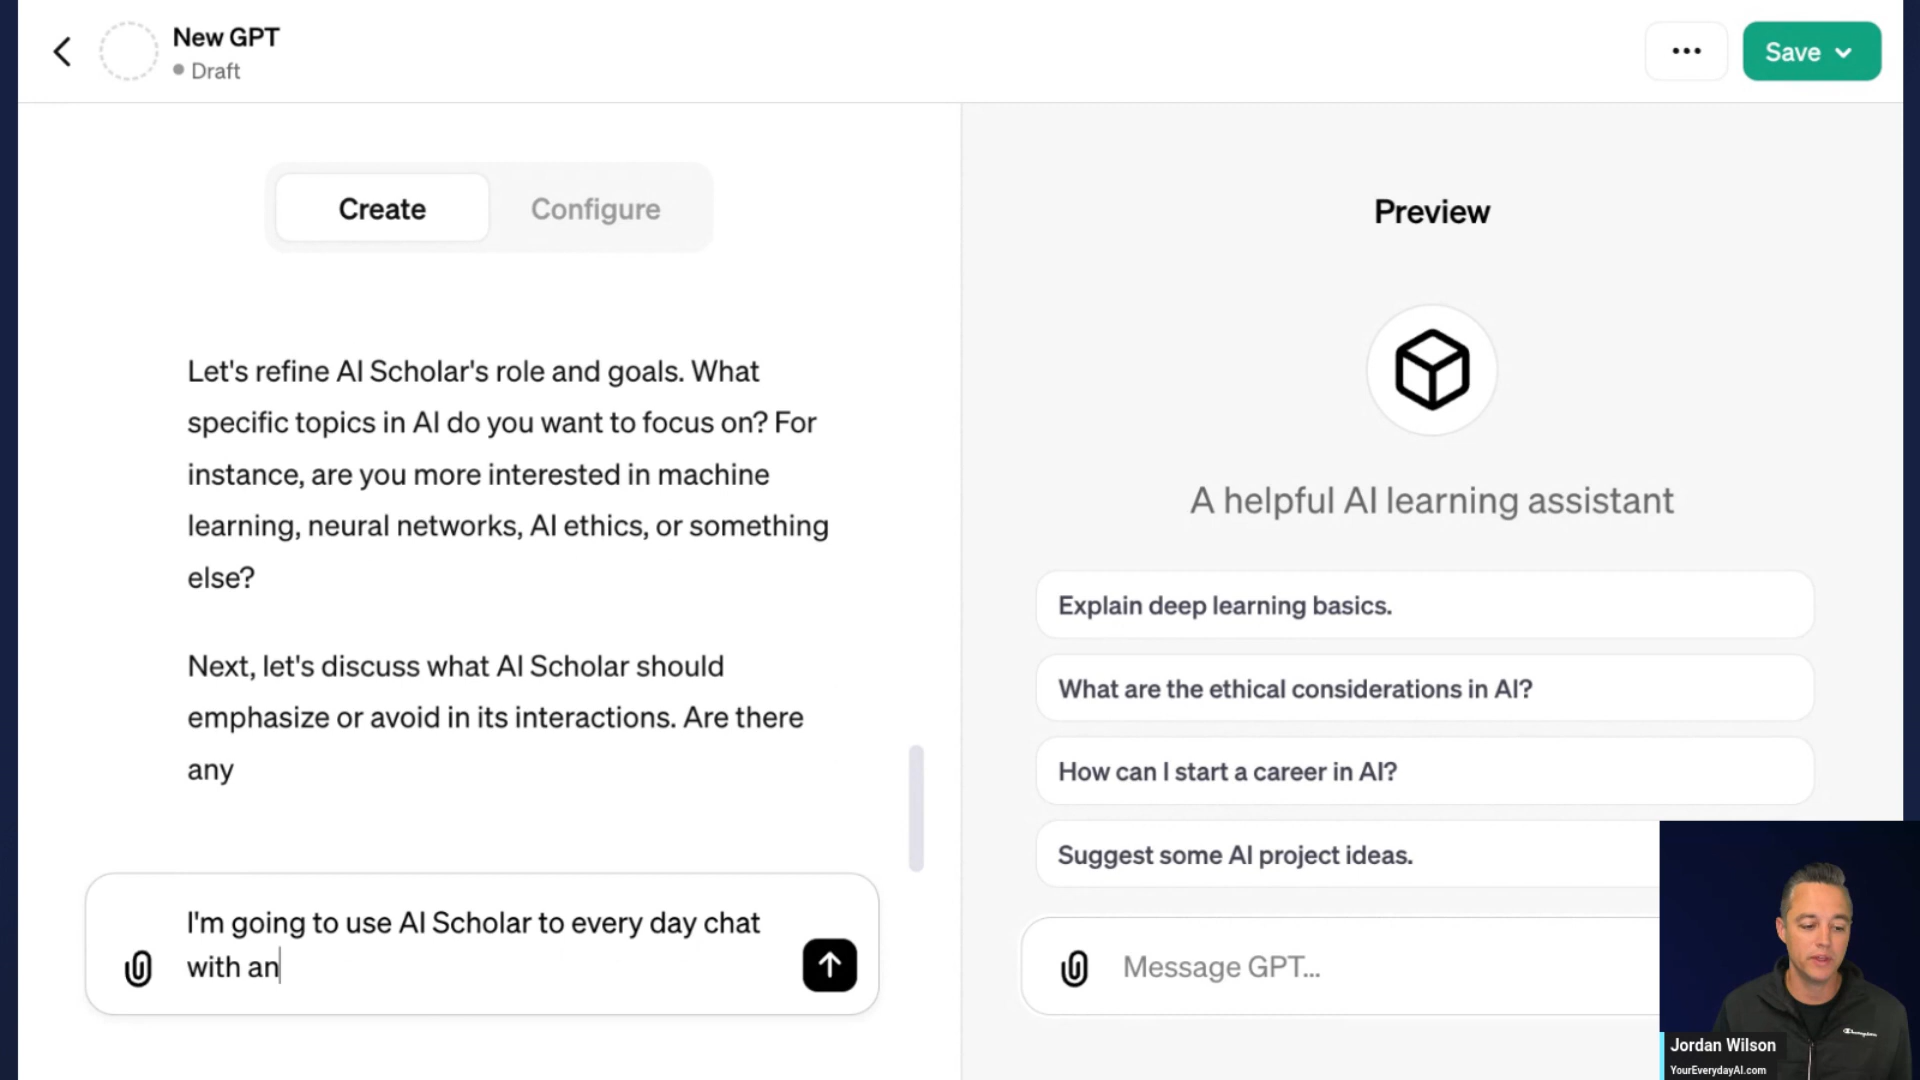 New GPT
Draft
Save
Create
Configure
Let's refine AI Scholar's role and goals. What
specific topics in AI do you want to focus on? For
instance, are you more interested in machine
learning, neural networks, AI ethics, or something
else?
Next, let's discuss what AI Scholar should
emphasize or avoid in its interactions. Are there
any
I'm going to use AI Scholar to every day chat
with an
Preview
A helpful AI learning assistant
Explain deep learning basics.
What are the ethical considerations in AI?
How can I start a career in AI?
Suggest some AI project ideas.
Message GPT...
Champion
Jordan Wilson
YourEverydayAI.com